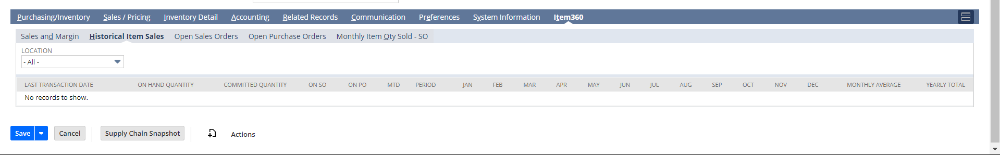 Purchasing/Inventory Sales / Pricing Inventory Detail Accounting Related Records Communication Preferences System Information Item360
Sales and Margin Historical Item Sales Open Sales Orders Open Purchase Orders Monthly Item Qty Sold - SO
LOCATION
- All -
LAST TRANSACTION DATE ON HAND QUANTITY COMMITTED QUANTITY ON SO ON PO MTD PERIOD JAN FEB MAR APR MAY JUN JUL AUG SEP OCT NOV DEC MONTHLY AVERAGE YEARLY TOTAL
No records to show.
Save Cancel Supply Chain Snapshot Actions